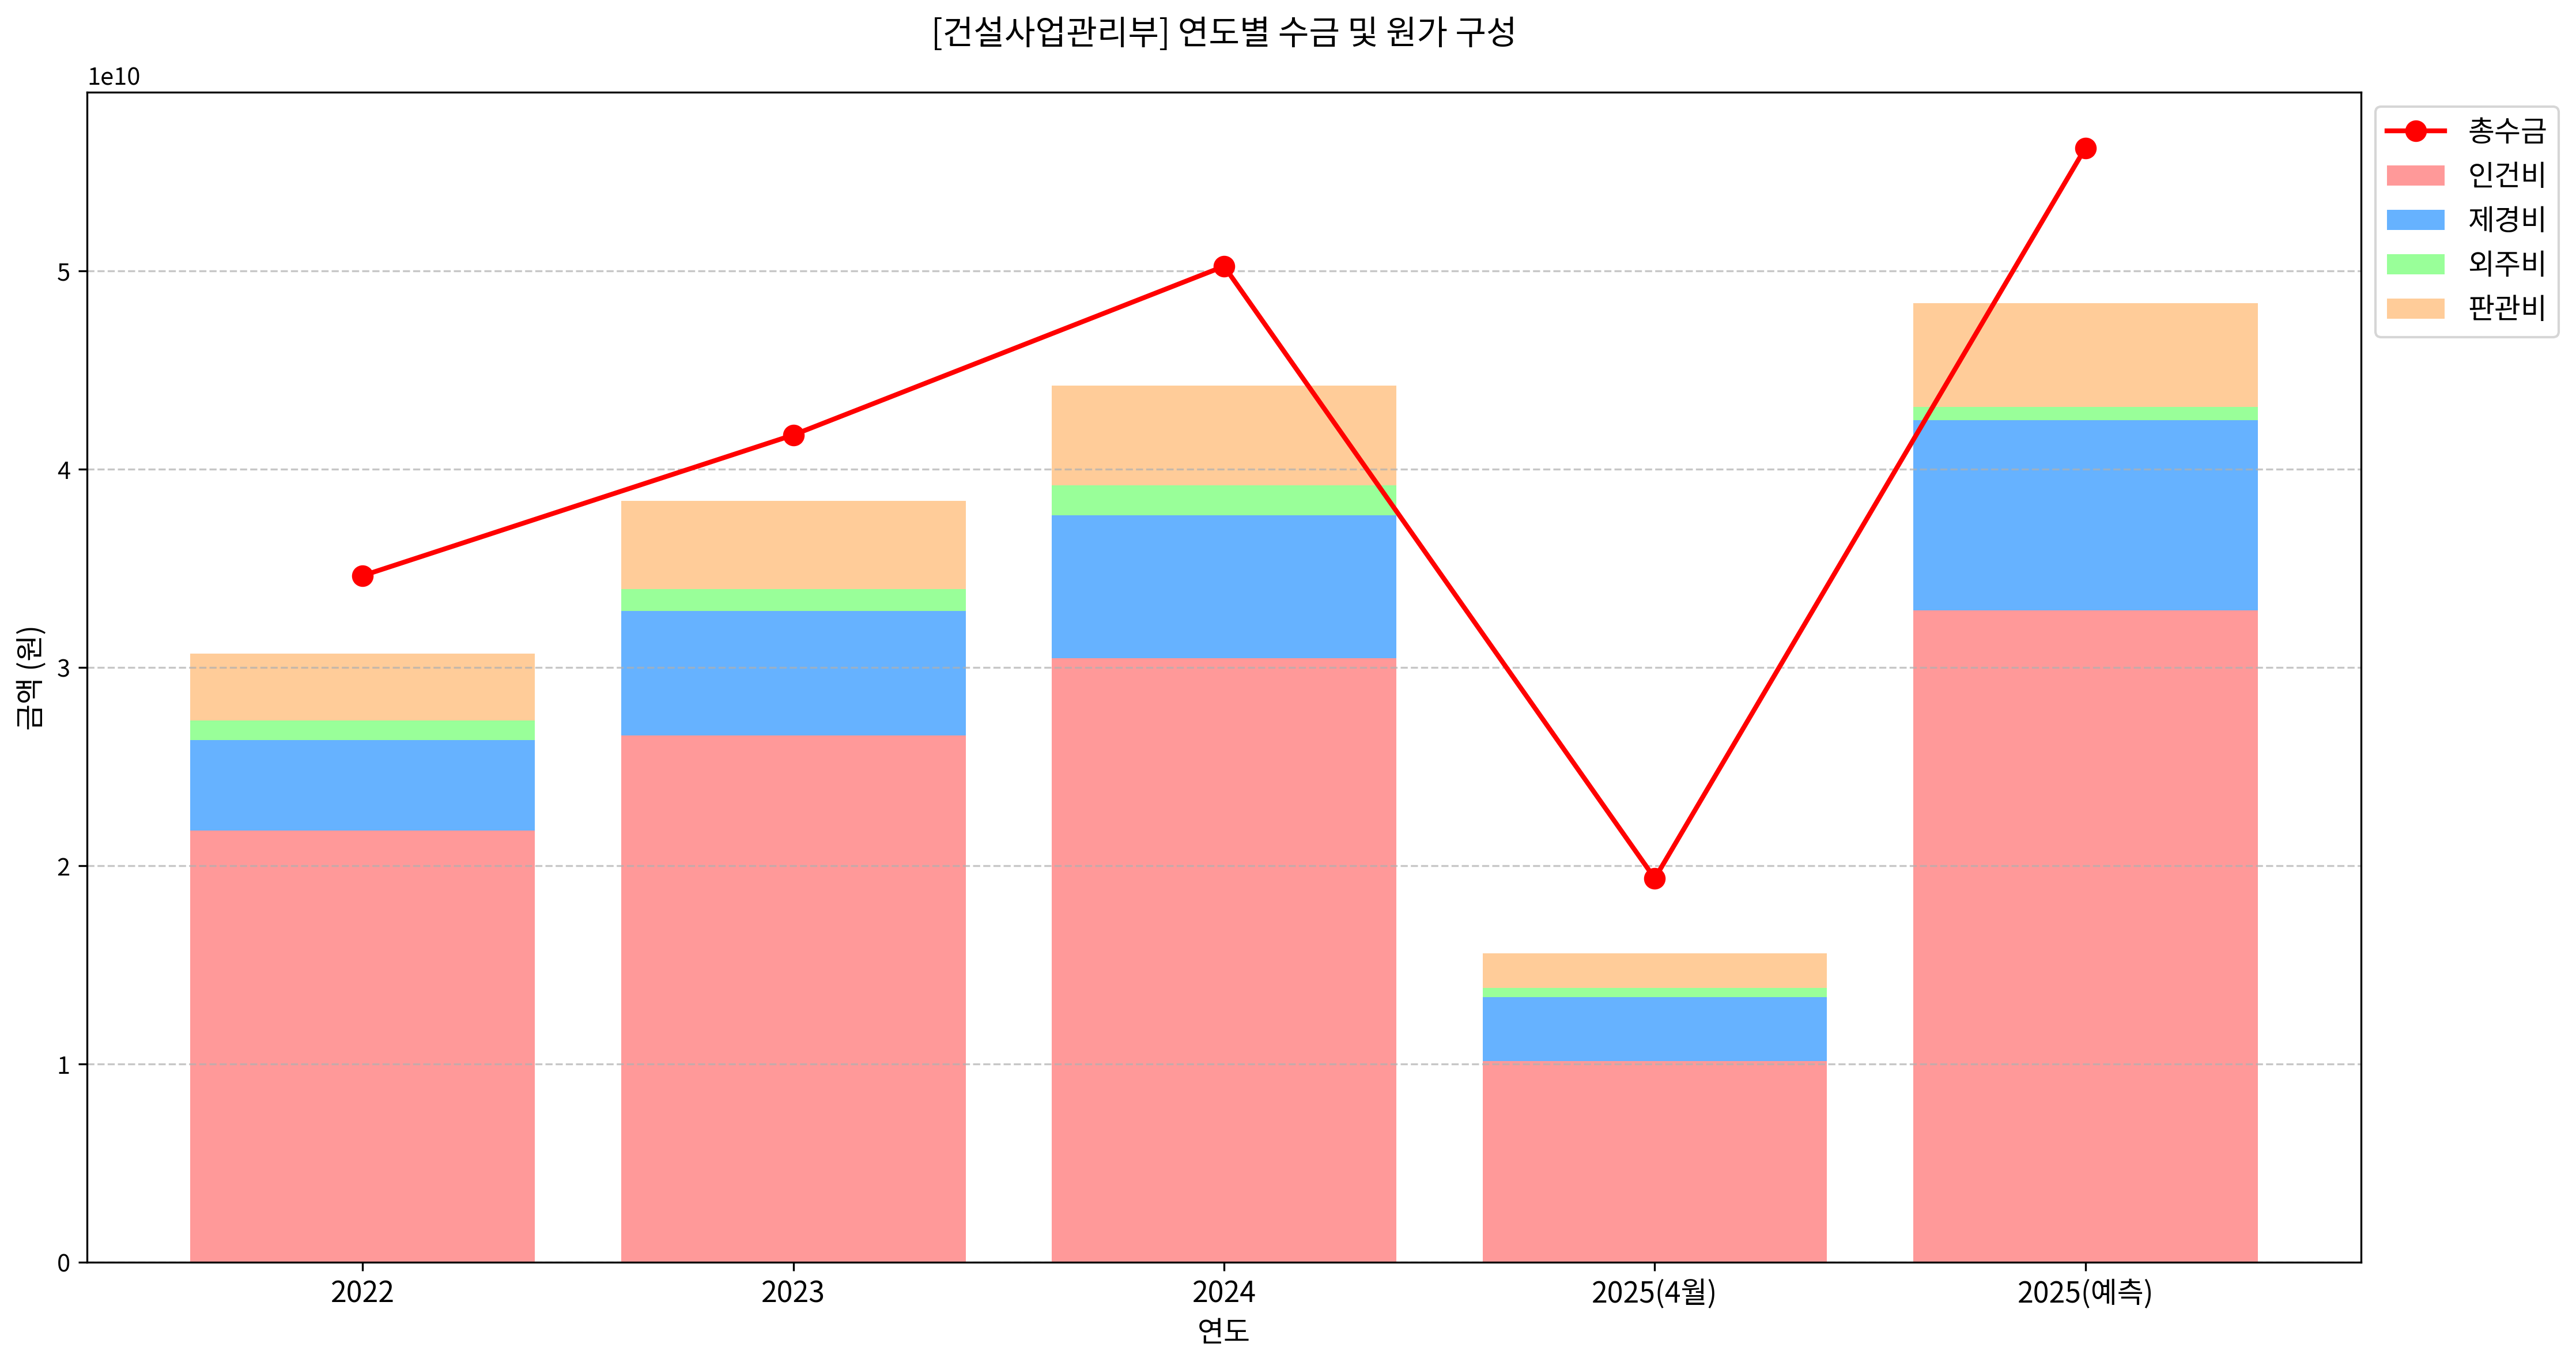 [건설사업관리부] 연도별 수금 및 원가 구성
1e10
총수금
인건비
제경비
외주비
판관비
5
4
3
2
1
0
금액 (원)
2022
2023
2024
2025(4월)
2025(예측)
연도